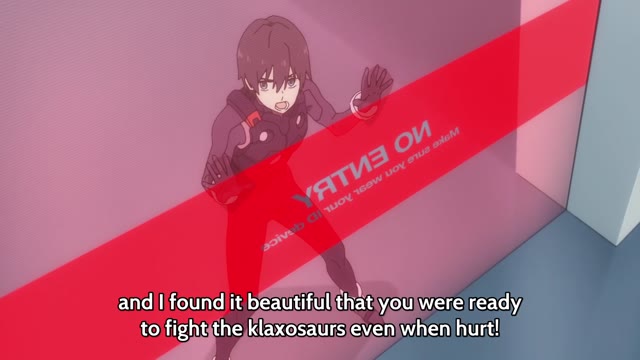 NO ENTRY
Make sure you wear your ID device
and I found it beautiful that you were ready
to fight the klaxosaurs even when hurt!